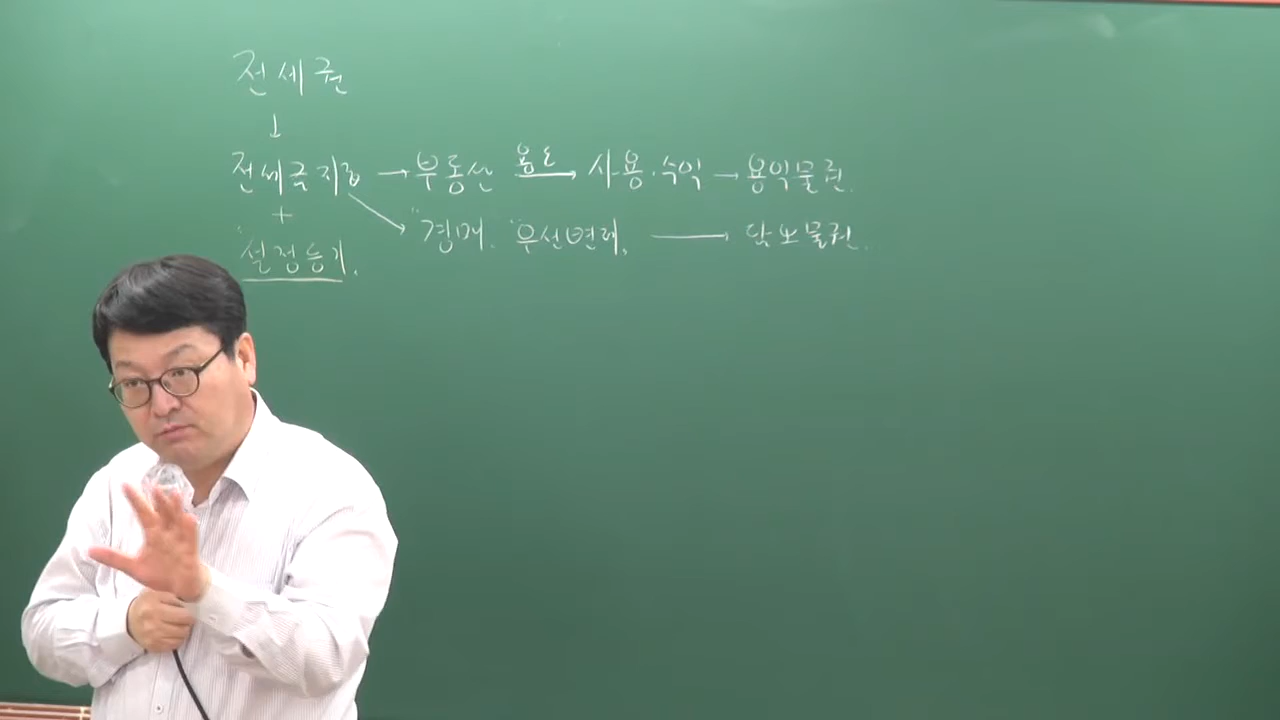 전세권
↓
전세금지급 → 부동산 용도 → 사용·수익 → 용익물권.
+ → "경매. "우선변제. → 담보물권.
"설정등기.